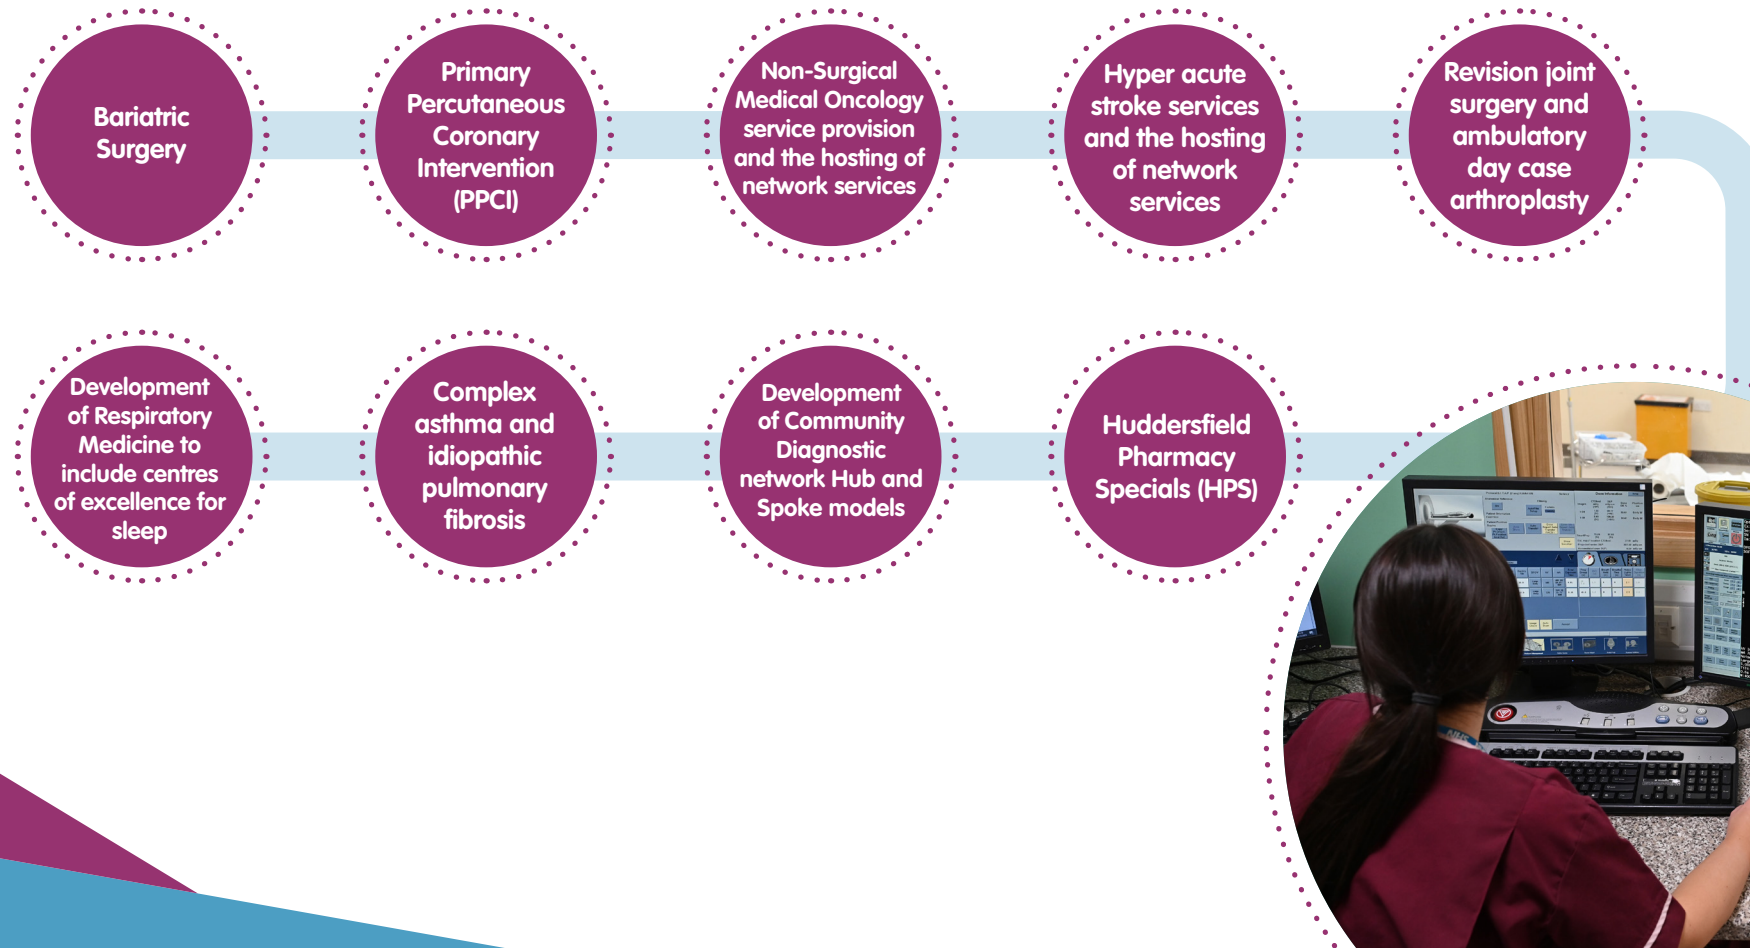 Bariatric
Surgery
Primary
Percutaneous
Coronary
Intervention
(PPCI)
Non-Surgical
Medical Oncology
service provision
and the hosting of
network services
Hyper acute
stroke services
and the hosting
of network
services
Revision joint
surgery and
ambulatory
day case
arthroplasty
Development
of Respiratory
Medicine to
include centres
of excellence for
sleep
Complex
asthma and
idiopathic
pulmonary
fibrosis
Development
of Community
Diagnostic
network Hub and
Spoke models
Huddersfield
Pharmacy
Specials (HPS)
NHS